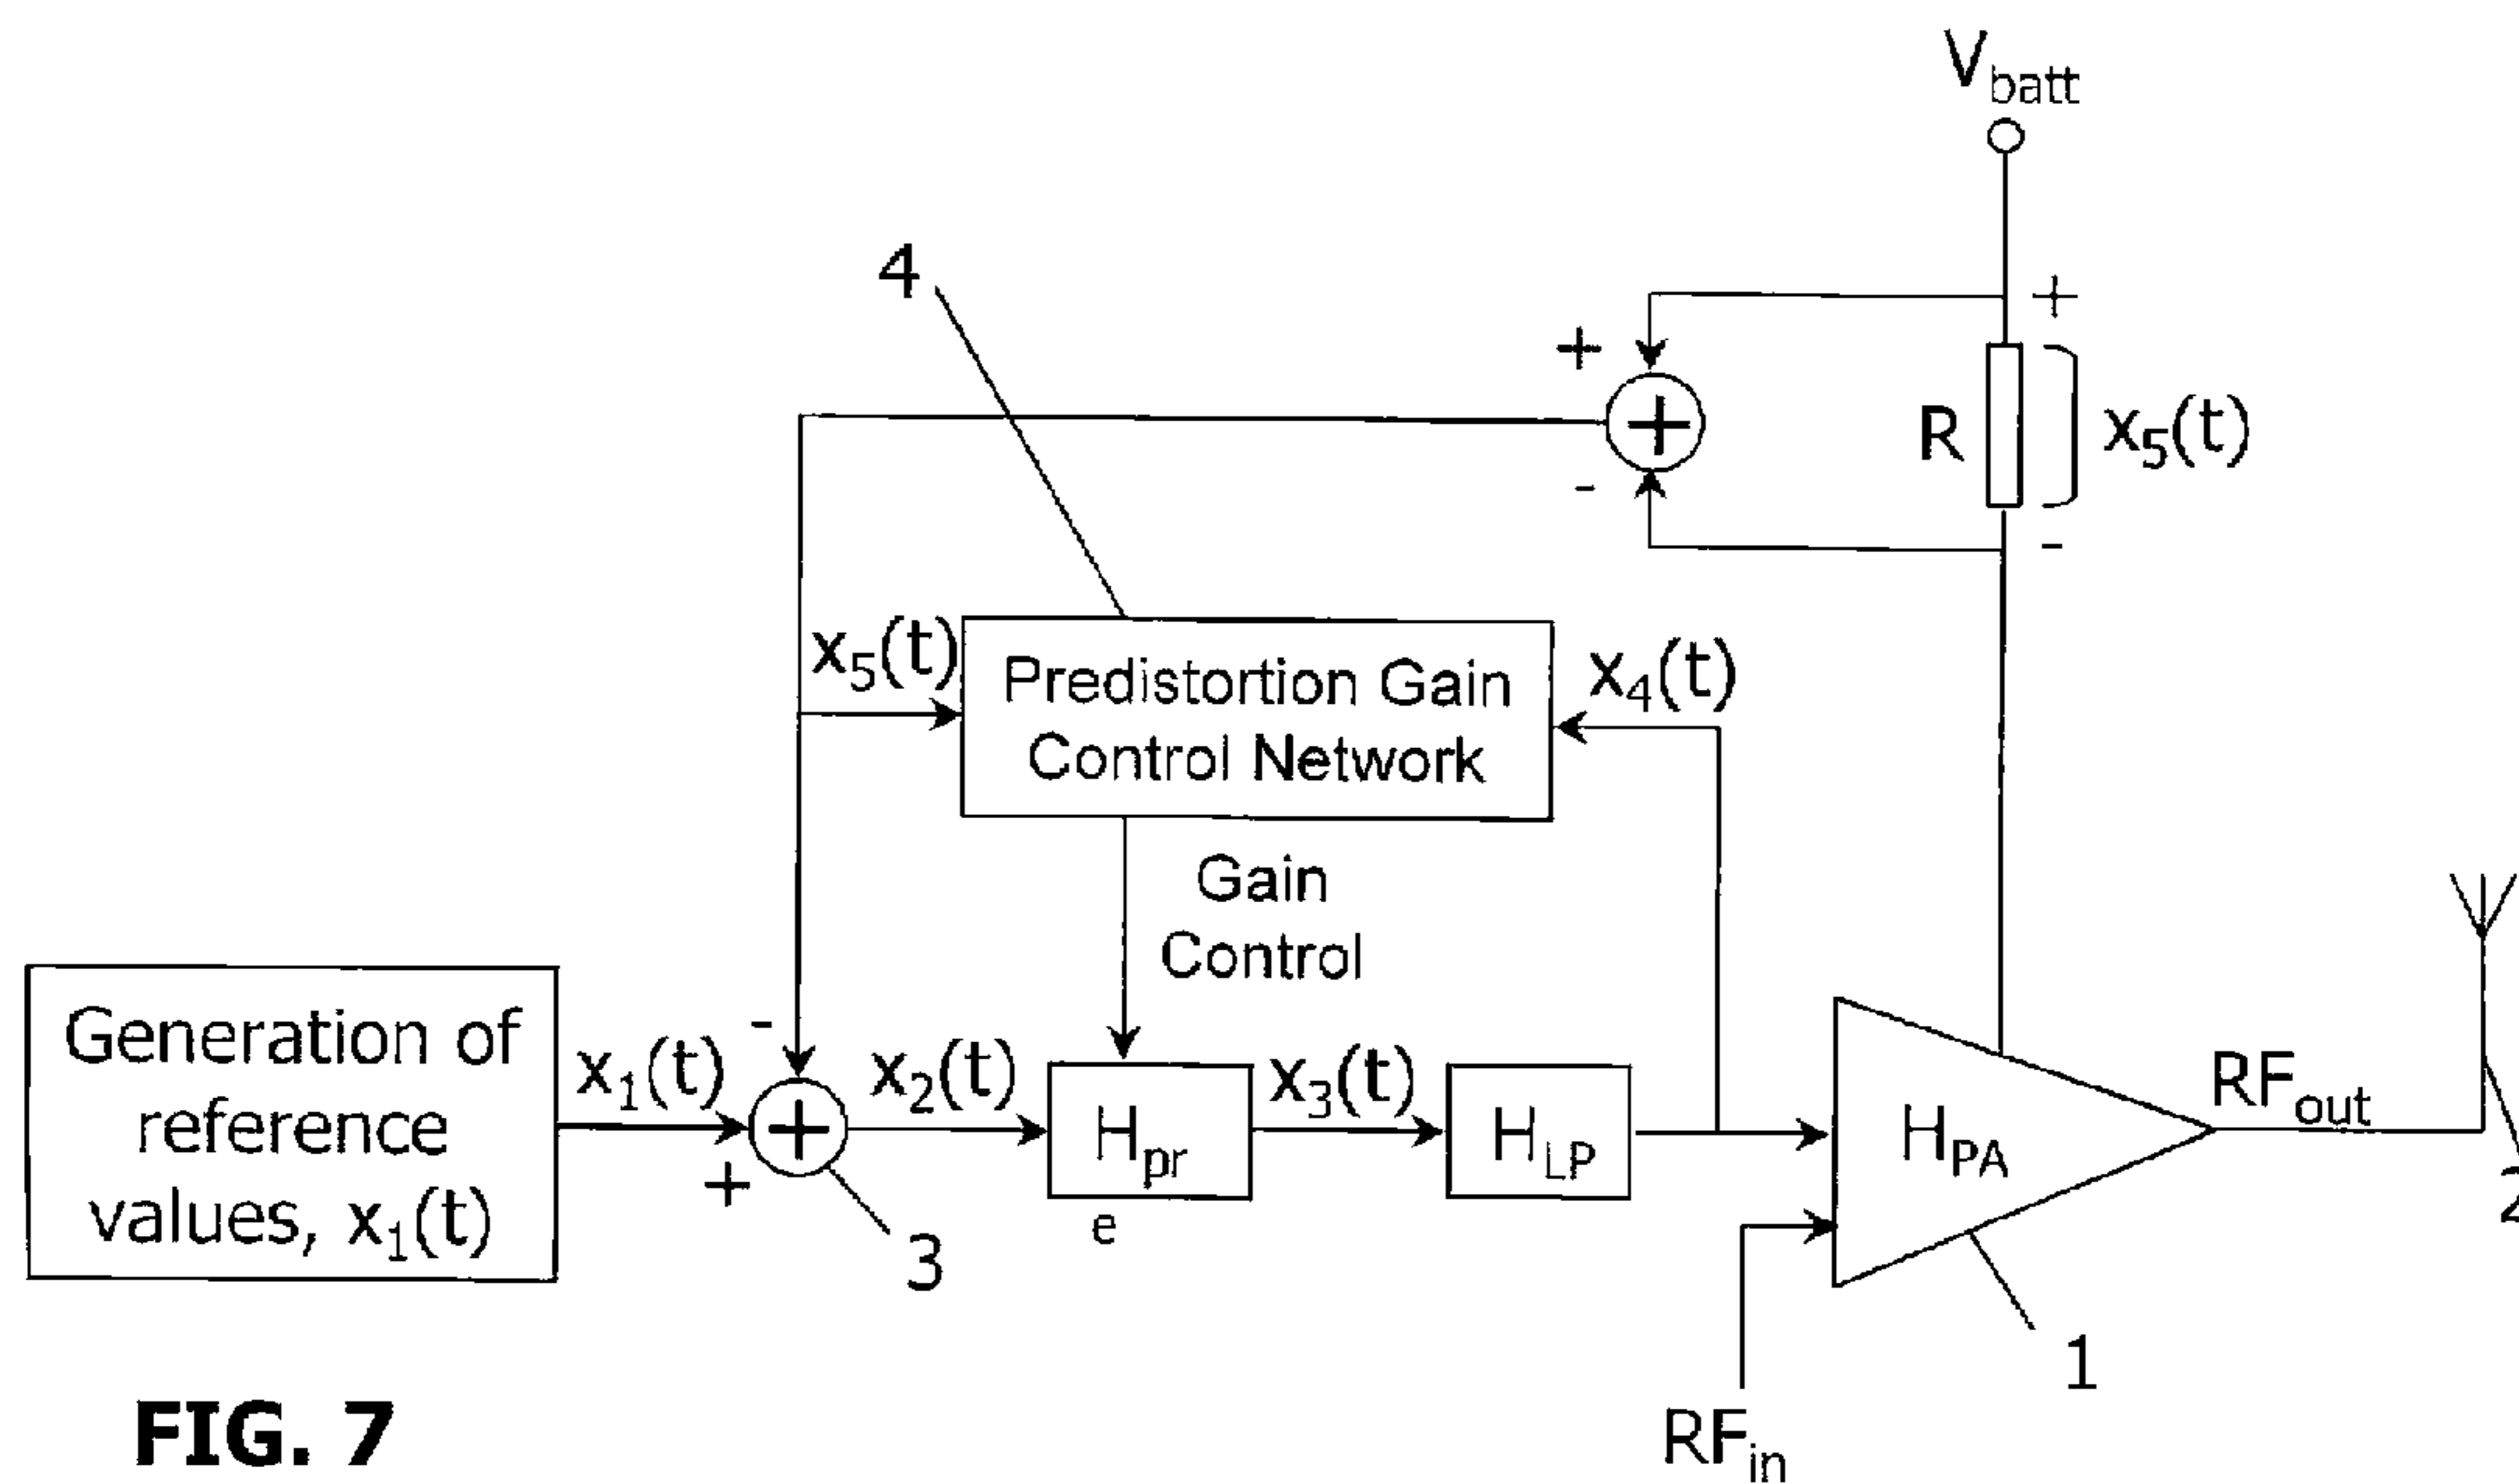 V_batt
4
+
+
R
x₅(t)
-
-
x₅(t)
Predistortion Gain
Control Network
x₄(t)
Gain
Control
Generation of
reference
values, x₁(t)
x₁(t)
-
+
x₂(t)
H_pr
e
x₃(t)
H_LP
H_PA
RF_out
2
3
1
RF_in
FIG. 7